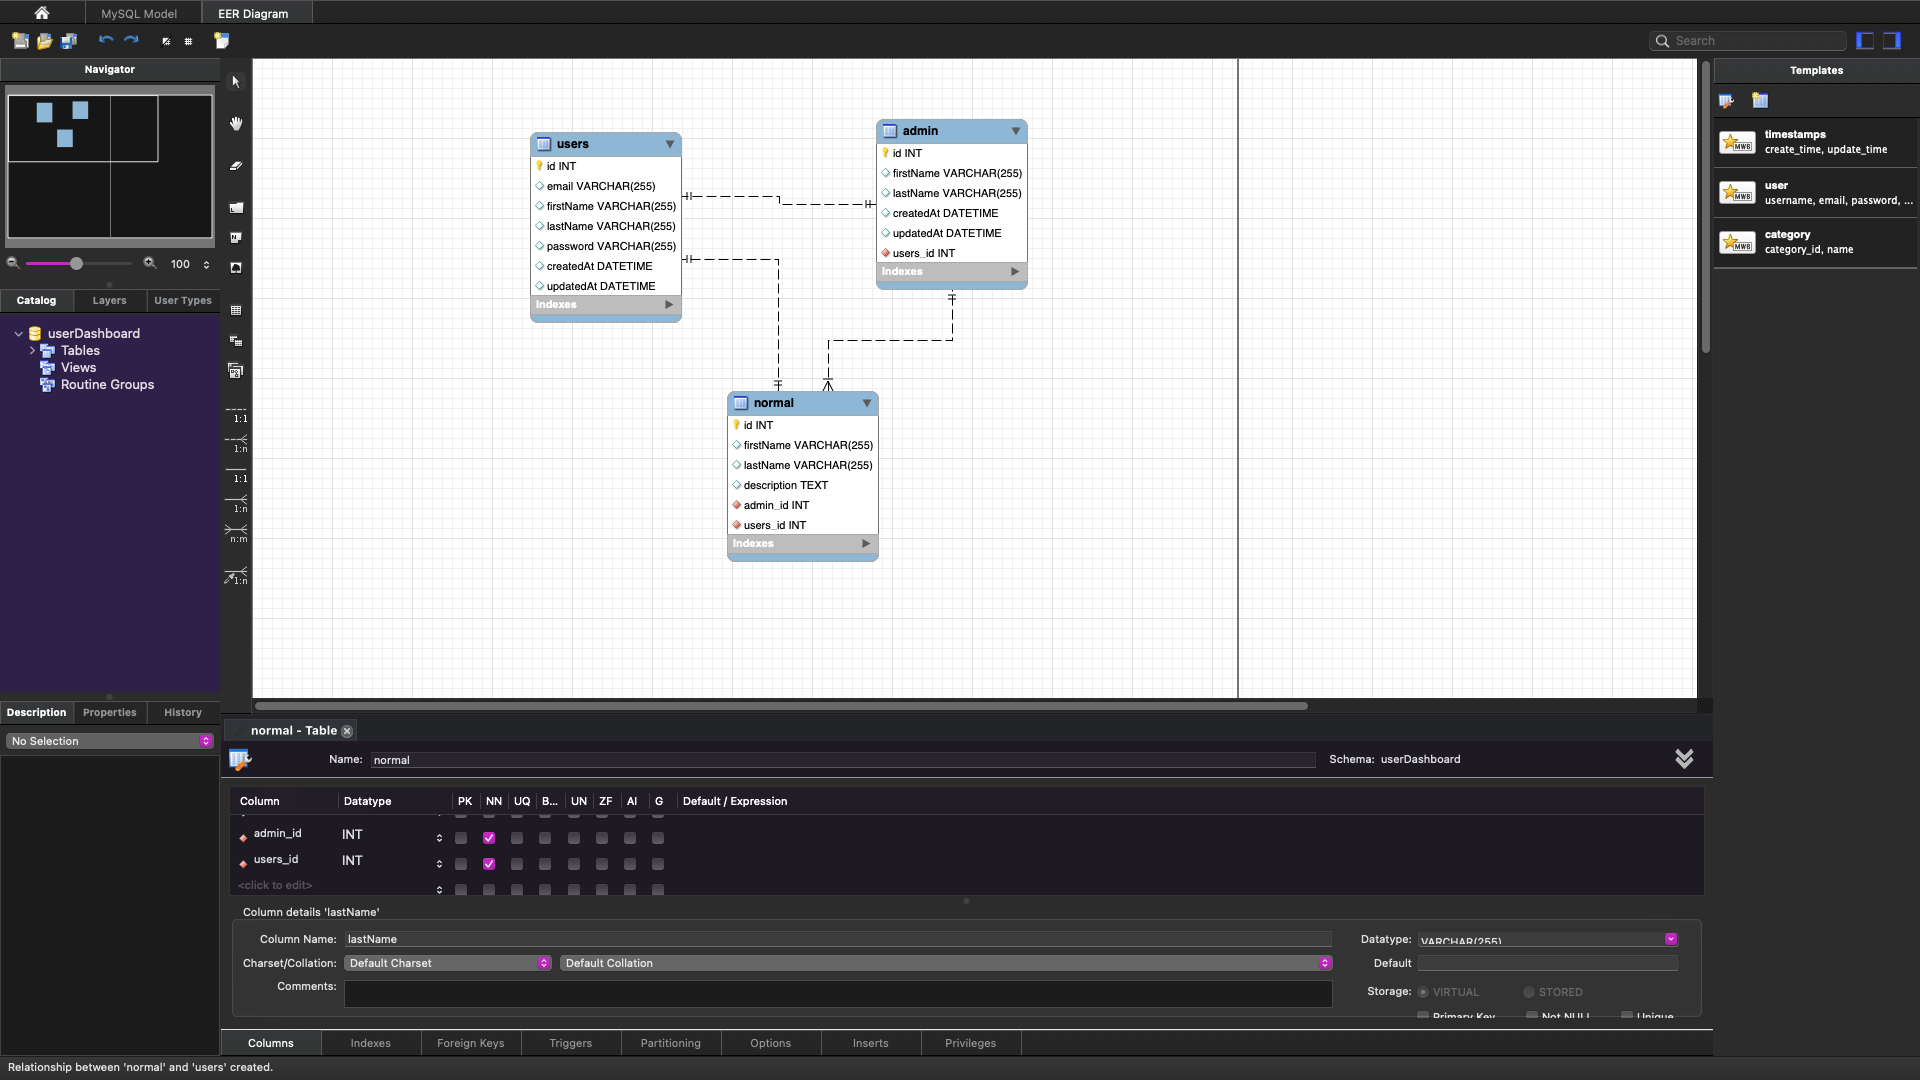 MySQL Model
EER Diagram
Search
Navigator
100
Catalog
Layers
User Types
userDashboard
Tables
Views
Routine Groups
1:1
1:n
1:1
1:n
n:m
1:n
users
id INT
email VARCHAR(255)
firstName VARCHAR(255)
lastName VARCHAR(255)
password VARCHAR(255)
createdAt DATETIME
updatedAt DATETIME
Indexes
admin
id INT
firstName VARCHAR(255)
lastName VARCHAR(255)
createdAt DATETIME
updatedAt DATETIME
users_id INT
Indexes
normal
id INT
firstName VARCHAR(255)
lastName VARCHAR(255)
description TEXT
admin_id INT
users_id INT
Indexes
Templates
MWB
timestamps
create_time, update_time
MWB
user
username, email, password, ...
MWB
category
category_id, name
Description
Properties
History
No Selection
normal - Table
Name: normal
Schema: userDashboard
Column Datatype PK NN UQ B... UN ZF AI G Default / Expression
admin_id INT
users_id INT
<click to edit>
Column details 'lastName'
Column Name: lastName
Datatype: VARCHAR(255)
Charset/Collation: Default Charset Default Collation
Default
Comments:
Storage: VIRTUAL STORED
Primary Key Not NULL Unique
Columns
Indexes
Foreign Keys
Triggers
Partitioning
Options
Inserts
Privileges
Relationship between 'normal' and 'users' created.